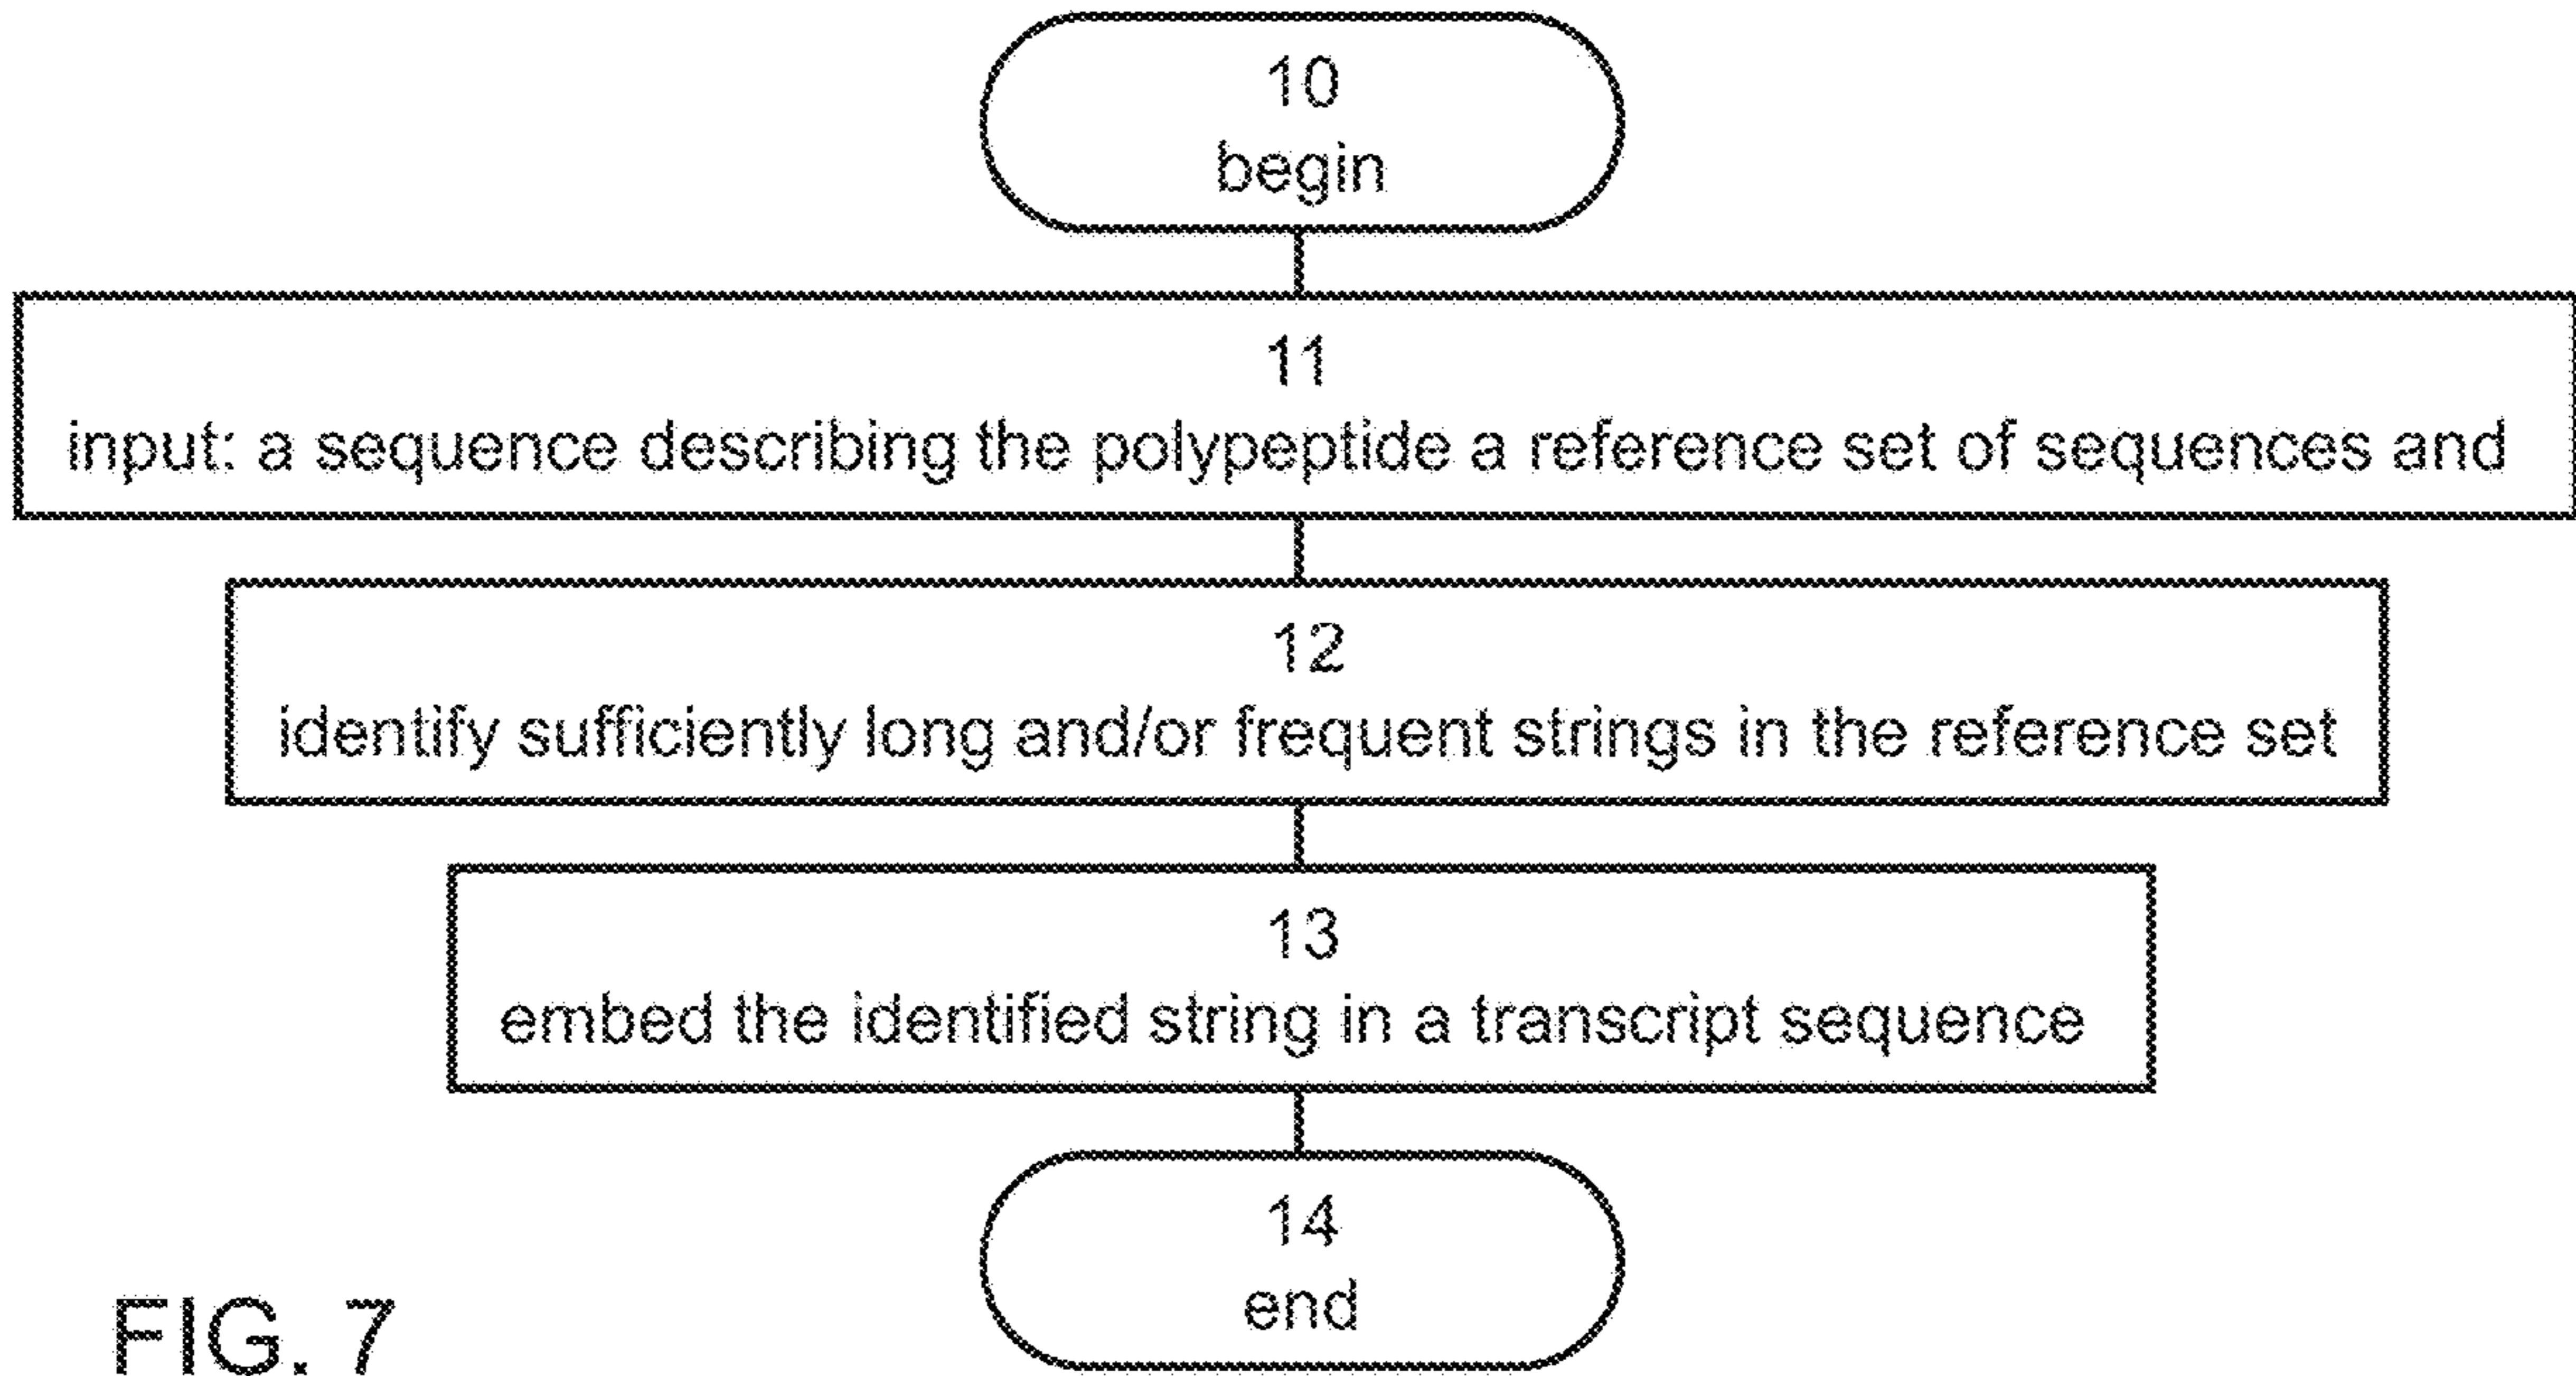 10
begin
11
input: a sequence describing the polypeptide a reference set of sequences and
12
identify sufficiently long and/or frequent strings in the reference set
13
embed the identified string in a transcript sequence
14
end
FIG. 7